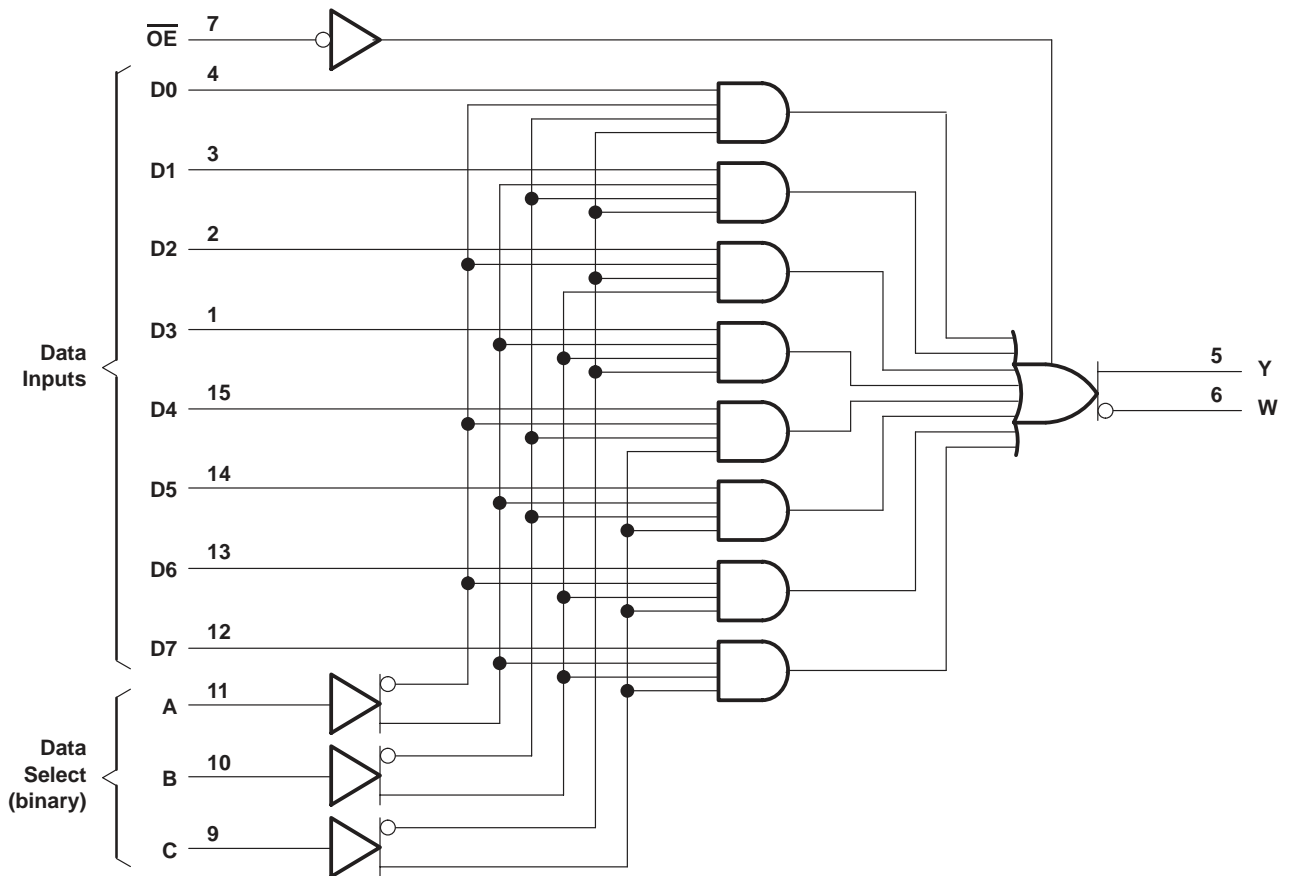 OE 7
D0 4
D1 3
D2 2
D3 1
Data
Inputs
D4 15
D5 14
D6 13
D7 12
A 11
Data
Select
(binary)
B 10
C 9
5 Y
6 W